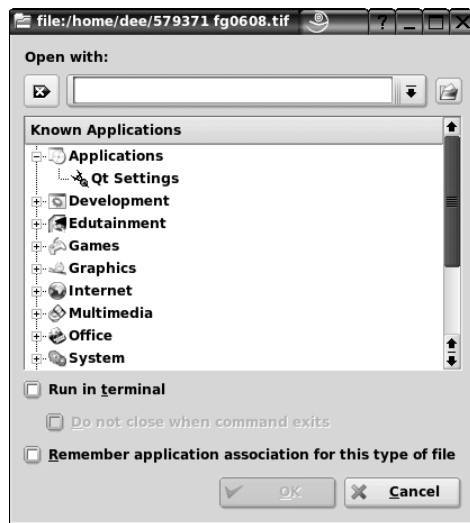 file:/home/dee/579371 fg0608.tif
Open with:
Known Applications
Applications
Qt Settings
Development
Edutainment
Games
Graphics
Internet
Multimedia
Office
System
Run in terminal
Do not close when command exits
Remember application association for this type of file
OK
Cancel